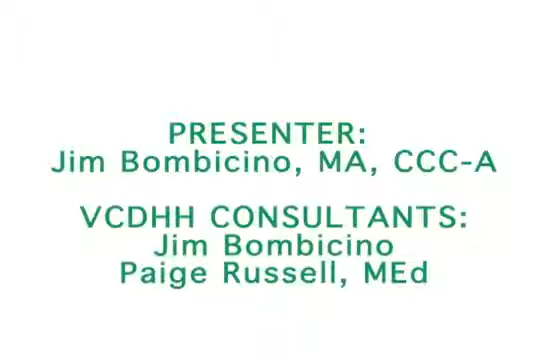 PRESENTER:
Jim Bombicino, MA, CCC-A
VCDHH CONSULTANTS:
Jim Bombicino
Paige Russell, MEd